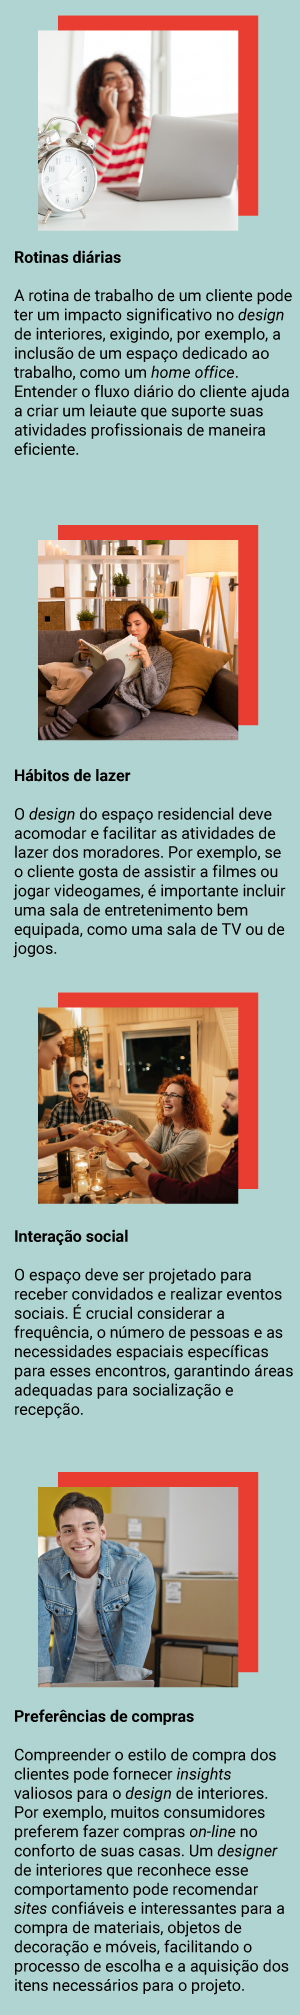 Rotinas diárias
A rotina de trabalho de um cliente pode
ter um impacto significativo no design
de interiores, exigindo, por exemplo, a
inclusão de um espaço dedicado ao
trabalho, como um home office.
Entender o fluxo diário do cliente ajuda
a criar um leiaute que suporte suas
atividades profissionais de maneira
eficiente.
Hábitos de lazer
O design do espaço residencial deve
acomodar e facilitar as atividades de
lazer dos moradores. Por exemplo, se
o cliente gosta de assistir a filmes ou
jogar videogames, é importante incluir
uma sala de entretenimento bem
equipada, como uma sala de TV ou de
jogos.
Interação social
O espaço deve ser projetado para
receber convidados e realizar eventos
sociais. É crucial considerar a
frequência, o número de pessoas e as
necessidades espaciais específicas
para esses encontros, garantindo áreas
adequadas para socialização e
recepção.
Preferências de compras
Compreender o estilo de compra dos
clientes pode fornecer insights
valiosos para o design de interiores.
Por exemplo, muitos consumidores
preferem fazer compras on-line no
conforto de suas casas. Um designer
de interiores que reconhece esse
comportamento pode recomendar
sites confiáveis e interessantes para a
compra de materiais, objetos de
decoração e móveis, facilitando o
processo de escolha e a aquisição dos
itens necessários para o projeto.